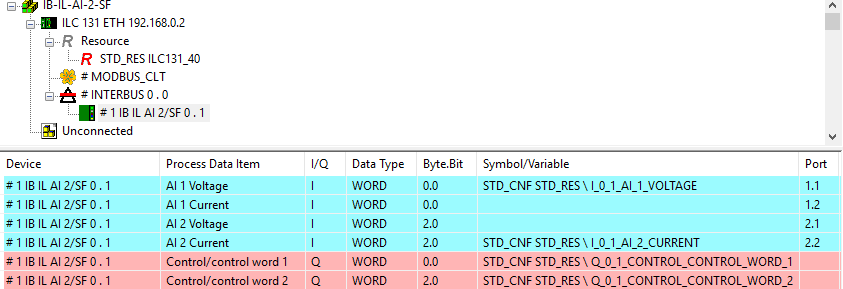 IB-IL-AI-2-SF
ILC 131 ETH 192.168.0.2
R Resource
R STD_RES ILC131_40
# MODBUS_CLT
# INTERBUS 0 . 0
# 1 IB IL AI 2/SF 0 . 1
Unconnected
Device Process Data Item I/Q Data Type Byte.Bit Symbol/Variable Port
# 1 IB IL AI 2/SF 0 . 1 AI 1 Voltage I WORD 0.0 STD_CNF STD_RES \ I_0_1_AI_1_VOLTAGE 1.1
# 1 IB IL AI 2/SF 0 . 1 AI 1 Current I WORD 0.0 1.2
# 1 IB IL AI 2/SF 0 . 1 AI 2 Voltage I WORD 2.0 2.1
# 1 IB IL AI 2/SF 0 . 1 AI 2 Current I WORD 2.0 STD_CNF STD_RES \ I_0_1_AI_2_CURRENT 2.2
# 1 IB IL AI 2/SF 0 . 1 Control/control word 1 Q WORD 0.0 STD_CNF STD_RES \ Q_0_1_CONTROL_CONTROL_WORD_1
# 1 IB IL AI 2/SF 0 . 1 Control/control word 2 Q WORD 2.0 STD_CNF STD_RES \ Q_0_1_CONTROL_CONTROL_WORD_2